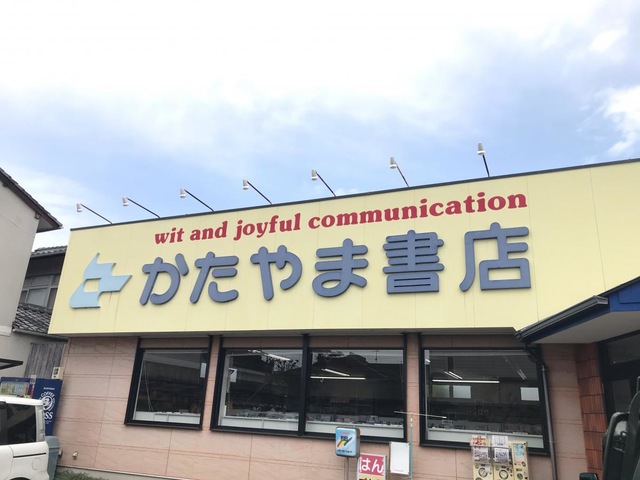 wit and joyful communication
かたやま書店
はん